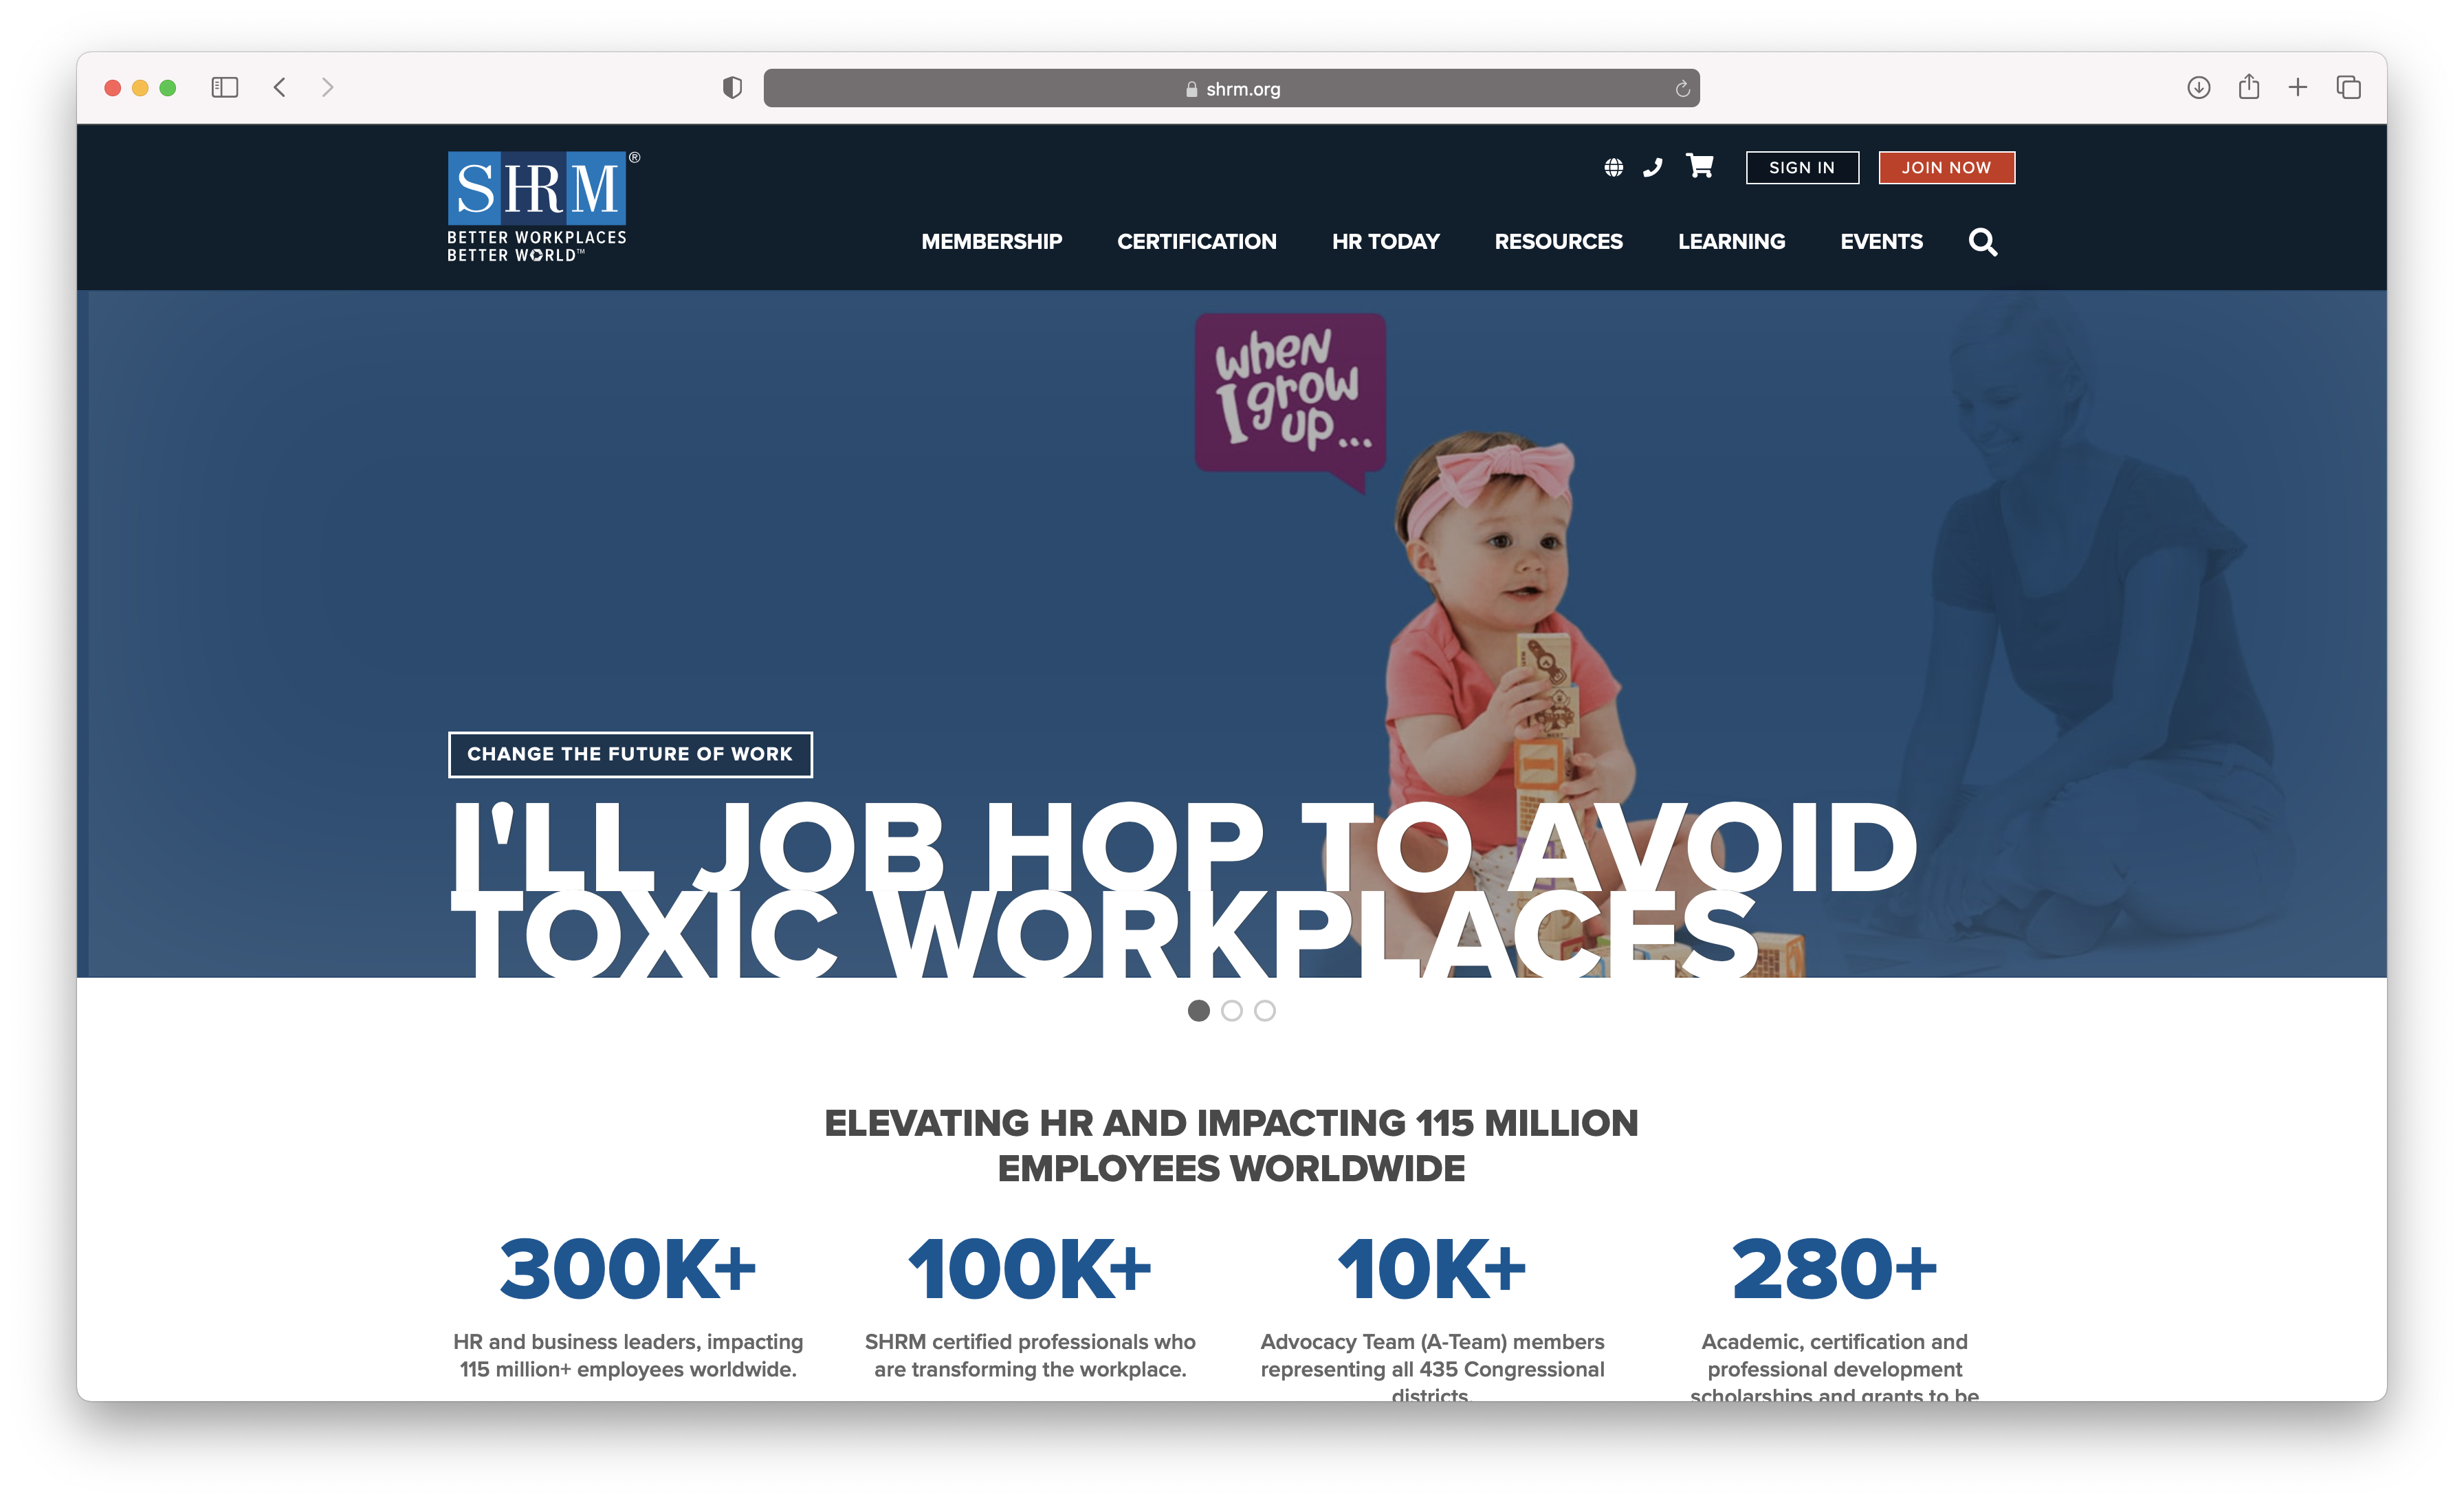 shrm.org
SHRM®
BETTER WORKPLACES
BETTER WORLD™
SIGN IN
JOIN NOW
MEMBERSHIP
CERTIFICATION
HR TODAY
RESOURCES
LEARNING
EVENTS
when
I grow
up...
CHANGE THE FUTURE OF WORK
I'LL JOB HOP TO AVOID
TOXIC WORKPLACES
ELEVATING HR AND IMPACTING 115 MILLION
EMPLOYEES WORLDWIDE
300K+
HR and business leaders, impacting
115 million+ employees worldwide.
100K+
SHRM certified professionals who
are transforming the workplace.
10K+
Advocacy Team (A-Team) members
representing all 435 Congressional
districts.
280+
Academic, certification and
professional development
scholarships and grants to be